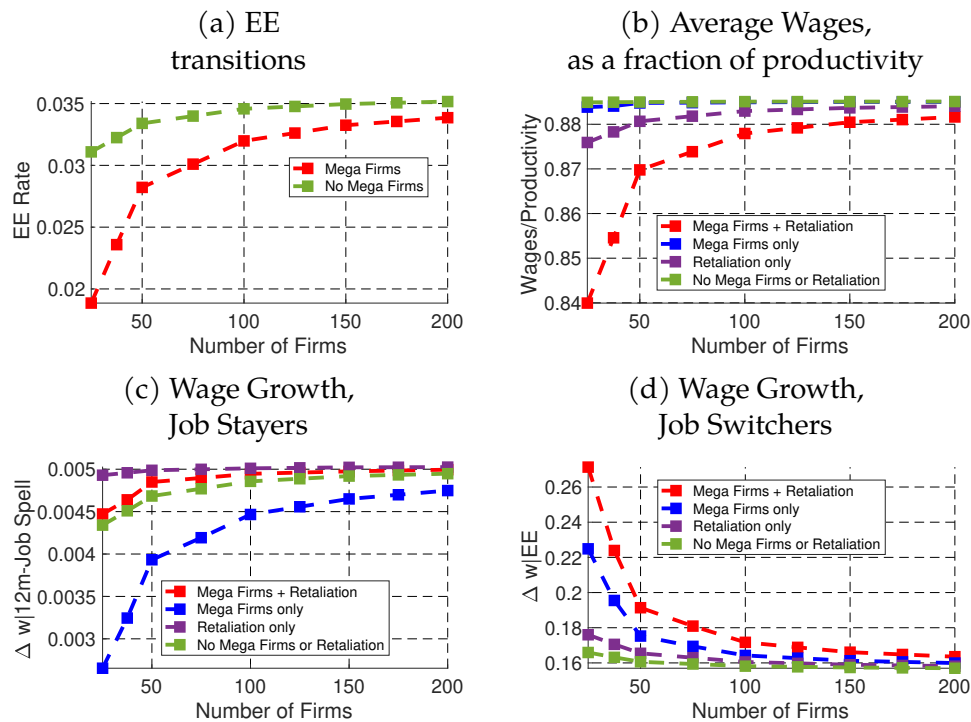 (a) EE
transitions
0.035
0.03
0.025
0.02
EE Rate
Mega Firms
No Mega Firms
50
100
150
200
Number of Firms
(b) Average Wages,
as a fraction of productivity
0.88
0.87
0.86
0.85
0.84
Wages/Productivity
Mega Firms + Retaliation
Mega Firms only
Retaliation only
No Mega Firms or Retaliation
50
100
150
200
Number of Firms
(c) Wage Growth,
Job Stayers
0.005
0.0045
0.004
0.0035
0.003
Δ w|12m-Job Spell
Mega Firms + Retaliation
Mega Firms only
Retaliation only
No Mega Firms or Retaliation
50
100
150
200
Number of Firms
(d) Wage Growth,
Job Switchers
0.26
0.24
0.22
0.2
0.18
0.16
Δ w|EE
Mega Firms + Retaliation
Mega Firms only
Retaliation only
No Mega Firms or Retaliation
50
100
150
200
Number of Firms